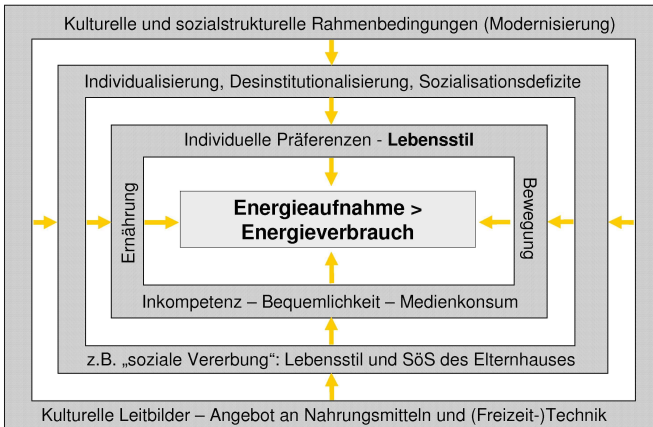 Kulturelle und sozialstrukturelle Rahmenbedingungen (Modernisierung)
Individualisierung, Desinstitutionalisierung, Sozialisationsdefizite
Individuelle Präferenzen - Lebensstil
Ernährung
Energieaufnahme >
Energieverbrauch
Bewegung
Inkompetenz – Bequemlichkeit – Medienkonsum
z.B. „soziale Vererbung“: Lebensstil und SöS des Elternhauses
Kulturelle Leitbilder – Angebot an Nahrungsmitteln und (Freizeit-)Technik